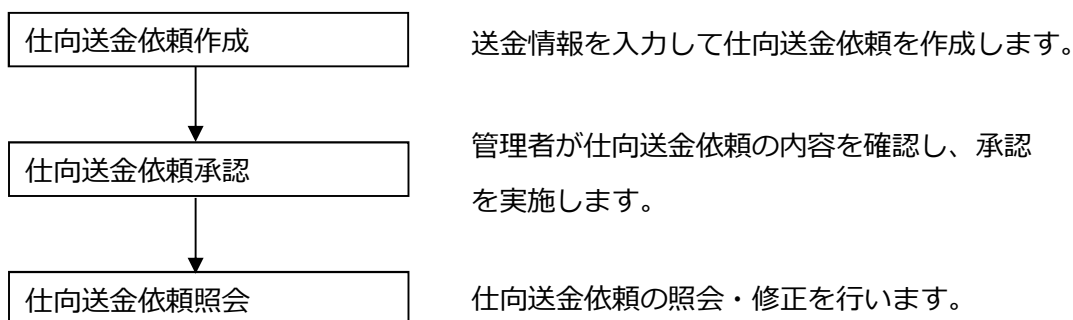 仕向送金依頼作成
送金情報を入力して仕向送金依頼を作成します。
仕向送金依頼承認
管理者が仕向送金依頼の内容を確認し、承認
を実施します。
仕向送金依頼照会
仕向送金依頼の照会・修正を行います。